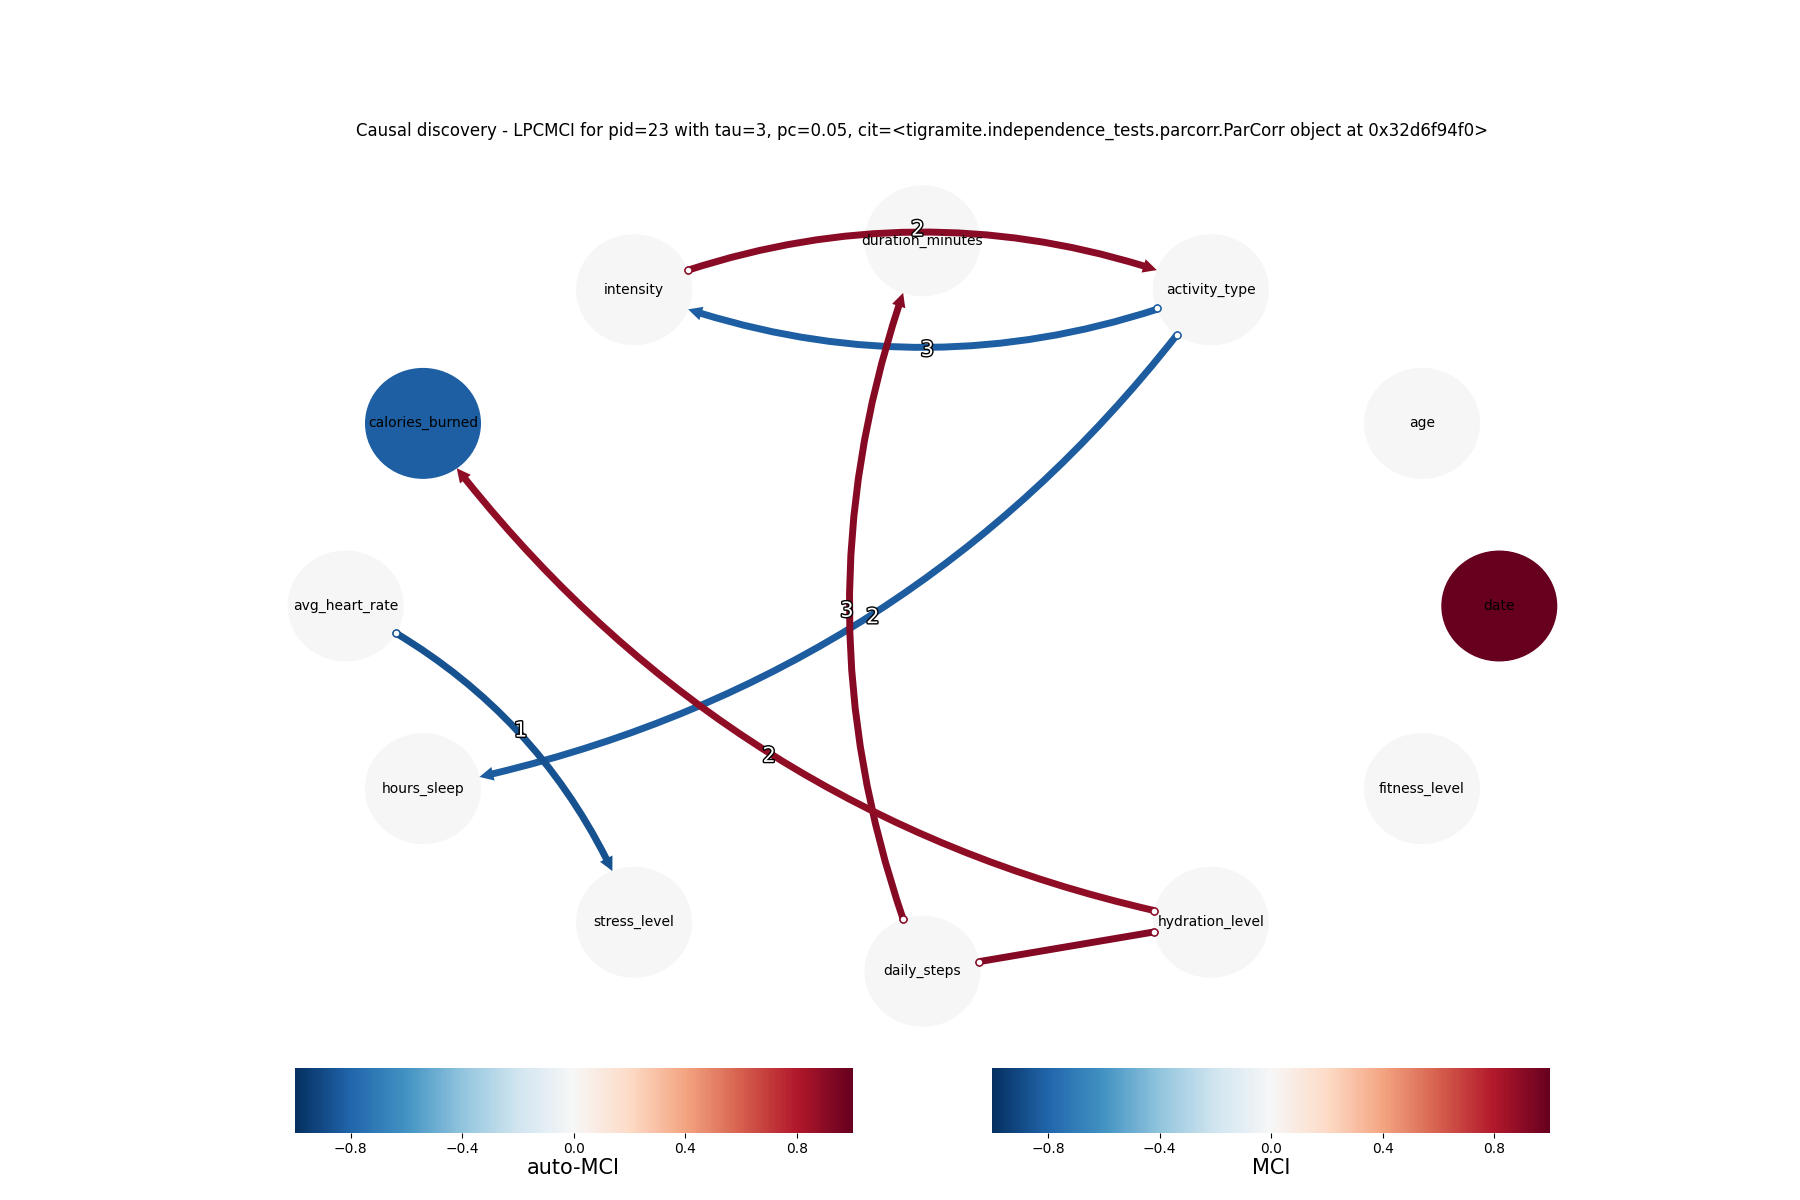 Causal discovery - LPCMCI for pid=23 with tau=3, pc=0.05, cit=<tigramite.independence_tests.parcorr.ParCorr object at 0x32d6f94f0>
2
duration_minutes
intensity
activity_type
3
calories_burned
age
avg_heart_rate
date
3
2
1
2
hours_sleep
fitness_level
stress_level
hydration_level
daily_steps
−0.8 −0.4 0.0 0.4 0.8
auto-MCI
−0.8 −0.4 0.0 0.4 0.8
MCI